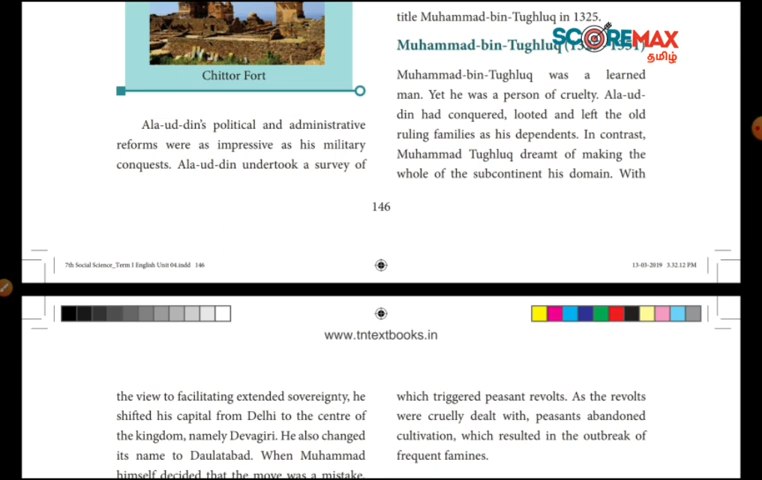 Chittor Fort
Ala-ud-din's political and administrative
reforms were as impressive as his military
conquests. Ala-ud-din undertook a survey of
title Muhammad-bin-Tughluq in 1325.
SCOREMAX
தமிழ்
Muhammad-bin-Tughluq
Muhammad-bin-Tughluq was a learned
man. Yet he was a person of cruelty. Ala-ud-
din had conquered, looted and left the old
ruling families as his dependents. In contrast,
Muhammad Tughluq dreamt of making the
whole of the subcontinent his domain. With
146
7th Social Science_Term I English Unit 04.indd 146
13-03-2019 3.32.12 PM
www.tntextbooks.in
the view to facilitating extended sovereignty, he
shifted his capital from Delhi to the centre of
the kingdom, namely Devagiri. He also changed
its name to Daulatabad. When Muhammad
himself decided that the move was a mistake,
which triggered peasant revolts. As the revolts
were cruelly dealt with, peasants abandoned
cultivation, which resulted in the outbreak of
frequent famines.